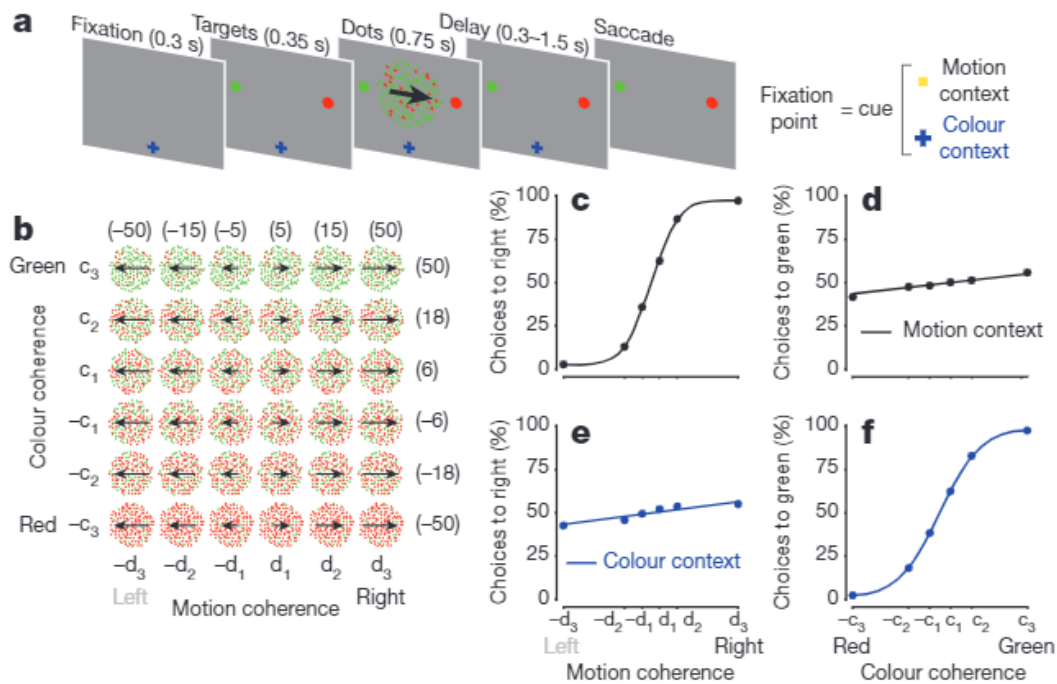 a
Fixation (0.3 s)
Targets (0.35 s)
Dots (0.75 s)
Delay (0.3–1.5 s)
Saccade
Fixation
point
= cue
Motion
context
Colour
context
b
(–50) (–15) (–5) (5) (15) (50)
Green c3 (50)
c2 (18)
c1 (6)
–c1 (–6)
–c2 (–18)
Red –c3 (–50)
Colour coherence
–d3 –d2 –d1 d1 d2 d3
Left Right
Motion coherence
c
Choices to right (%)
100
75
50
25
0
d
Choices to green (%)
100
75
50
25
0
Motion context
e
Choices to right (%)
100
75
50
25
0
Colour context
–d3 –d2 –d1 d1 d2 d3
Left Right
Motion coherence
f
Choices to green (%)
100
75
50
25
0
–c3 –c2 –c1 c1 c2 c3
Red Green
Colour coherence